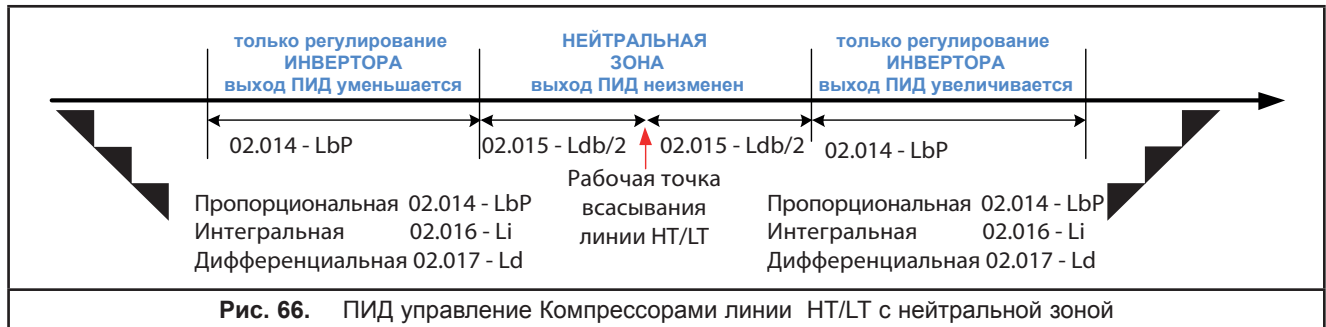 только регулирование
ИНВЕРТОРА
выход ПИД уменьшается
НЕЙТРАЛЬНАЯ
ЗОНА
выход ПИД неизменен
только регулирование
ИНВЕРТОРА
выход ПИД увеличивается
02.014 - LbP
02.015 - Ldb/2
02.015 - Ldb/2
02.014 - LbP
Рабочая точка
всасывания
линии HT/LT
Пропорциональная 02.014 - LbP
Интегральная 02.016 - Li
Дифференциальная 02.017 - Ld
Пропорциональная 02.014 - LbP
Интегральная 02.016 - Li
Дифференциальная 02.017 - Ld
Рис. 66. ПИД управление Компрессорами линии HT/LT с нейтральной зоной